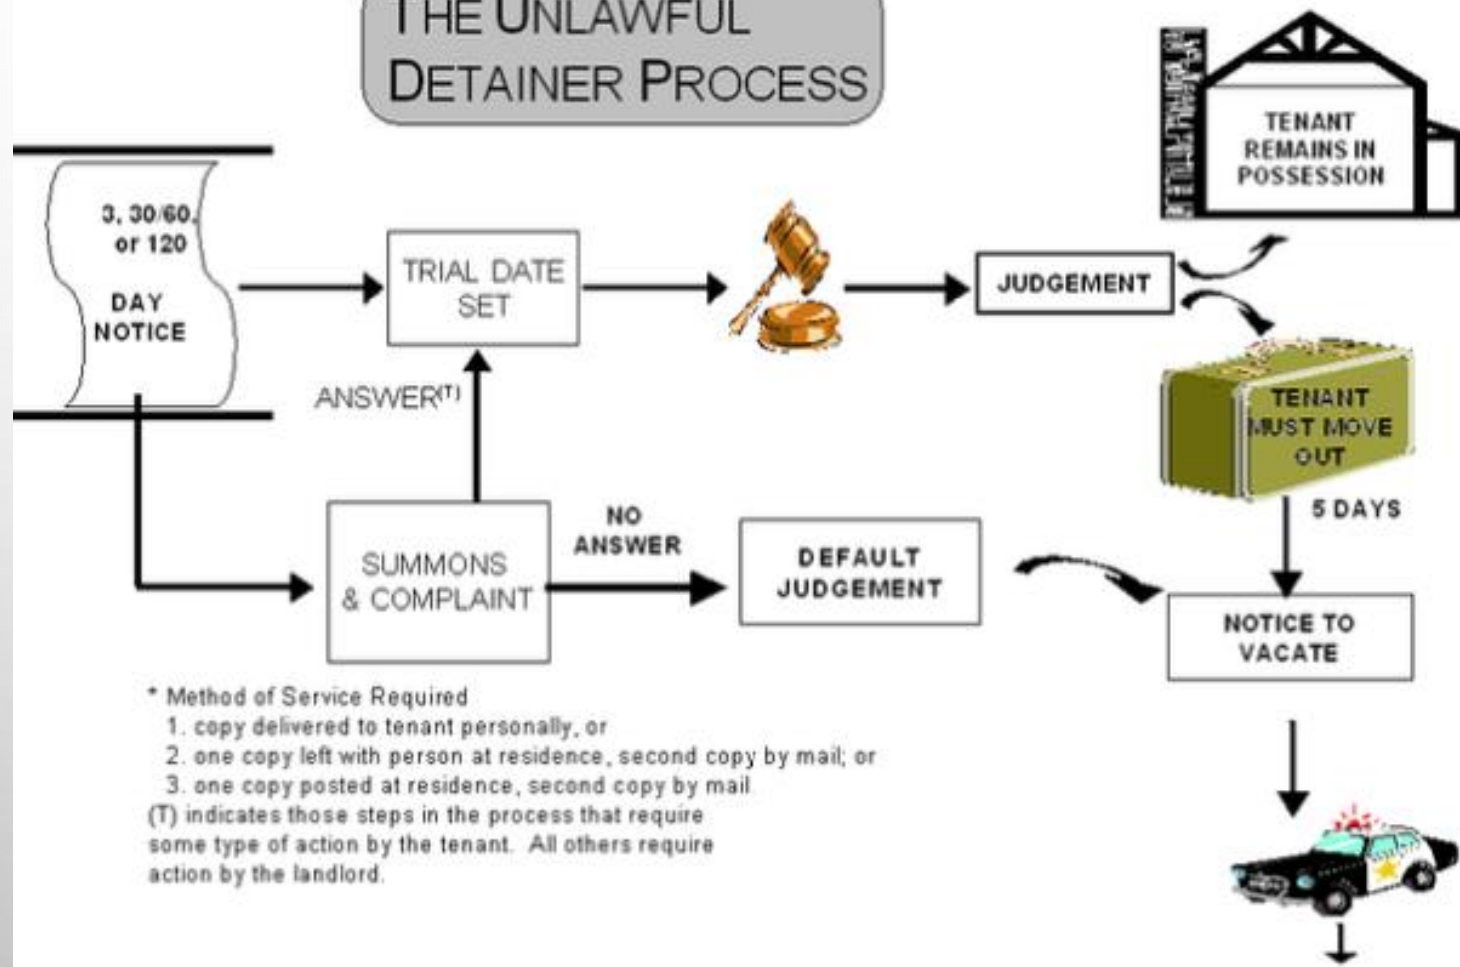 THE UNLAWFUL
DETAINER PROCESS
3, 30/60,
or 120
DAY
NOTICE
TRIAL DATE
SET
JUDGEMENT
TENANT
REMAINS IN
POSSESSION
TENANT
MUST MOVE
OUT
5 DAYS
ANSWER(T)
SUMMONS
& COMPLAINT
NO
ANSWER
DEFAULT
JUDGEMENT
NOTICE TO
VACATE
* Method of Service Required
1. copy delivered to tenant personally, or
2. one copy left with person at residence, second copy by mail; or
3. one copy posted at residence, second copy by mail
(T) indicates those steps in the process that require
some type of action by the tenant. All others require
action by the landlord.